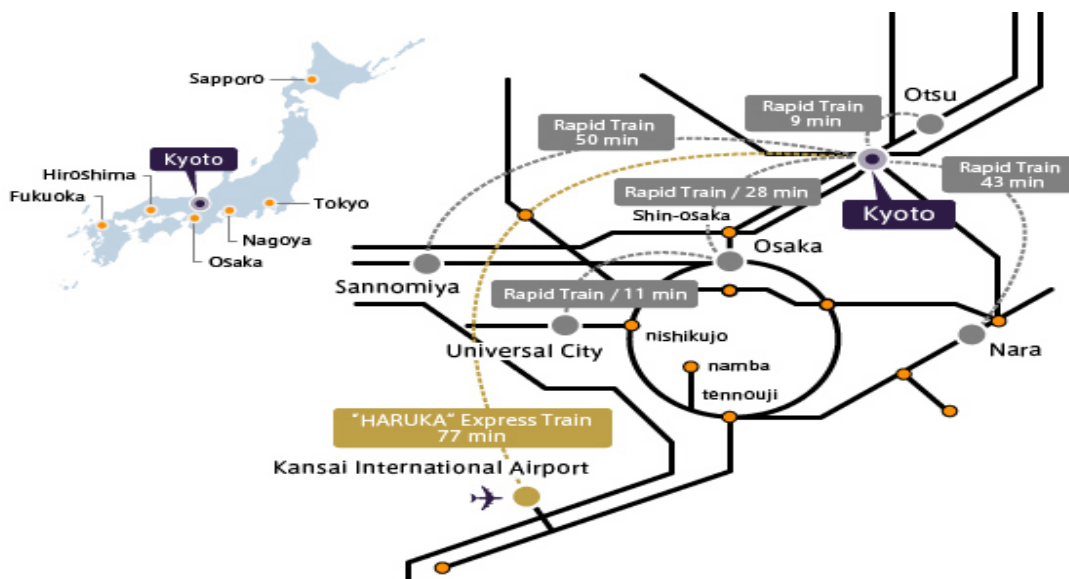 Sapporo
Kyoto
Hiroshima
Fukuoka
Tokyo
Nagoya
Osaka
Otsu
Rapid Train
9 min
Rapid Train
50 min
Rapid Train
43 min
Rapid Train / 28 min
Kyoto
Shin-osaka
Osaka
Sannomiya
Rapid Train / 11 min
nishikujo
Universal City
Nara
namba
tennouji
"HARUKA" Express Train
77 min
Kansai International Airport